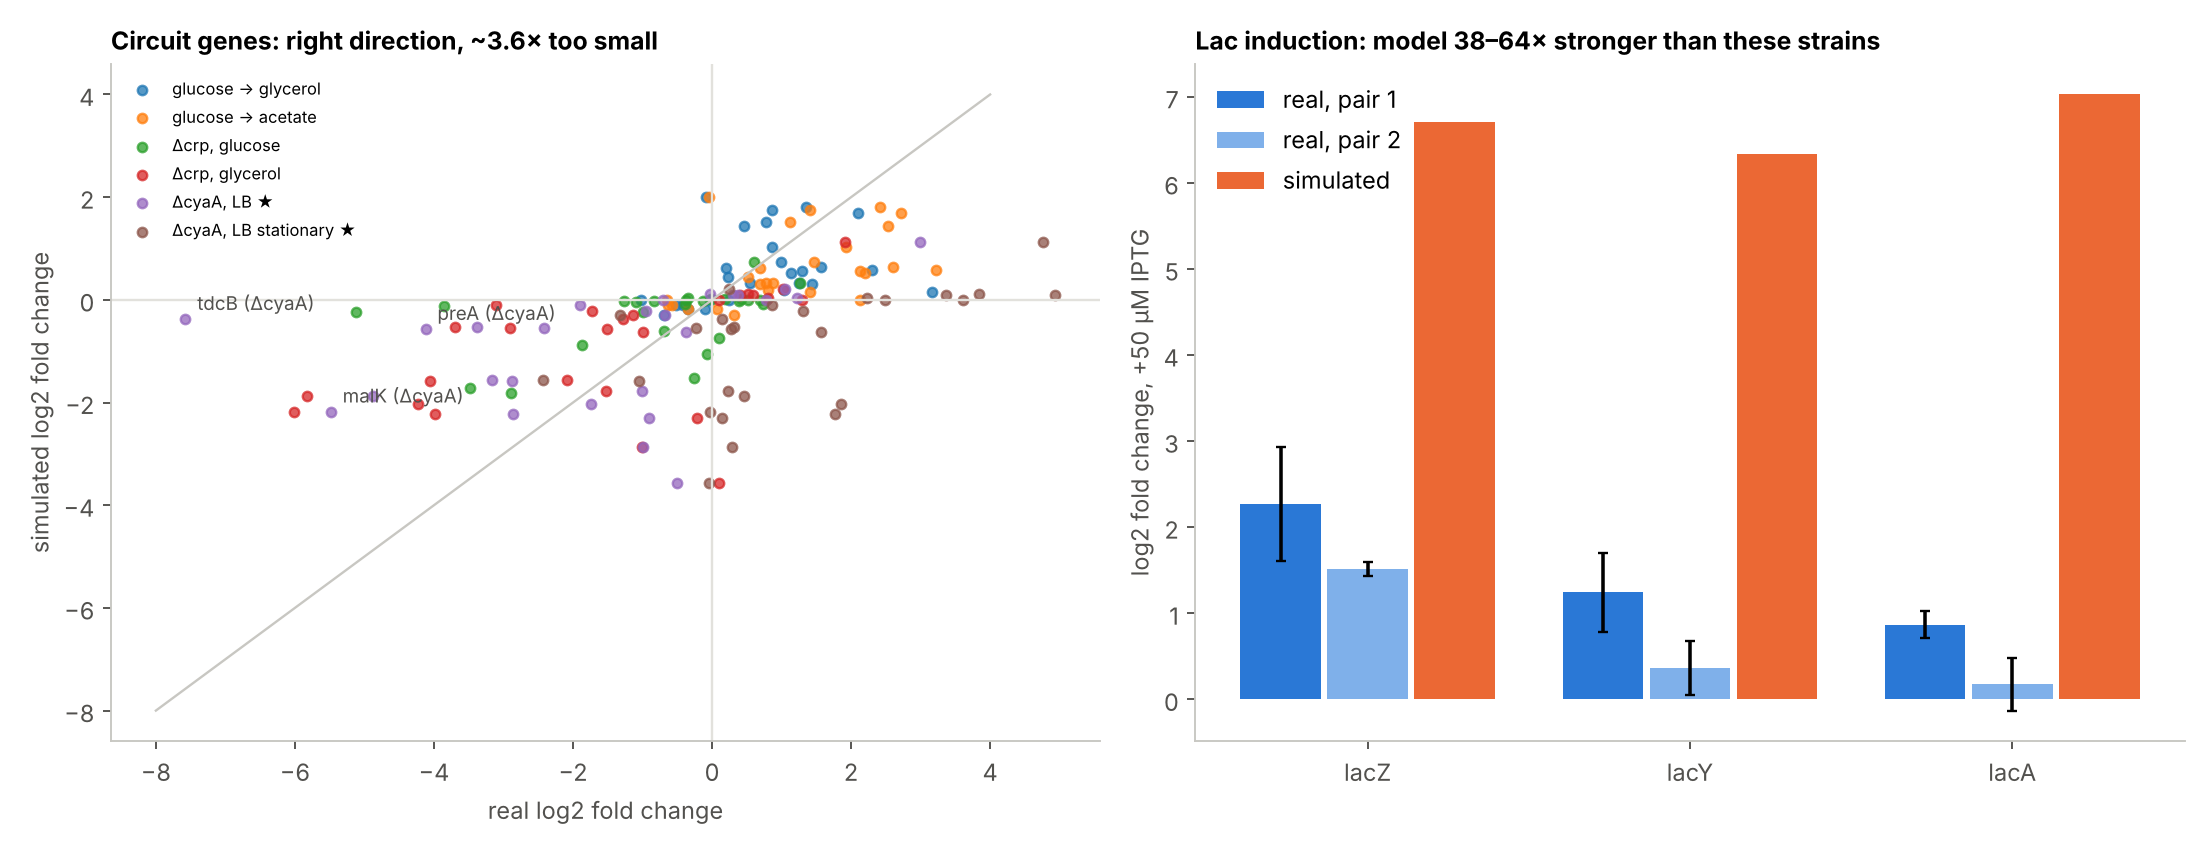 Circuit genes: right direction, ~3.6× too small
glucose → glycerol
glucose → acetate
Δcrp, glucose
Δcrp, glycerol
ΔcyaA, LB ★
ΔcyaA, LB stationary ★
simulated log2 fold change
4
2
0
−2
−4
−6
−8
tdcB (ΔcyaA)
preA (ΔcyaA)
malK (ΔcyaA)
−8
−6
−4
−2
0
2
4
real log2 fold change
Lac induction: model 38–64× stronger than these strains
real, pair 1
real, pair 2
simulated
log2 fold change, +50 µM IPTG
7
6
5
4
3
2
1
0
lacZ
lacY
lacA